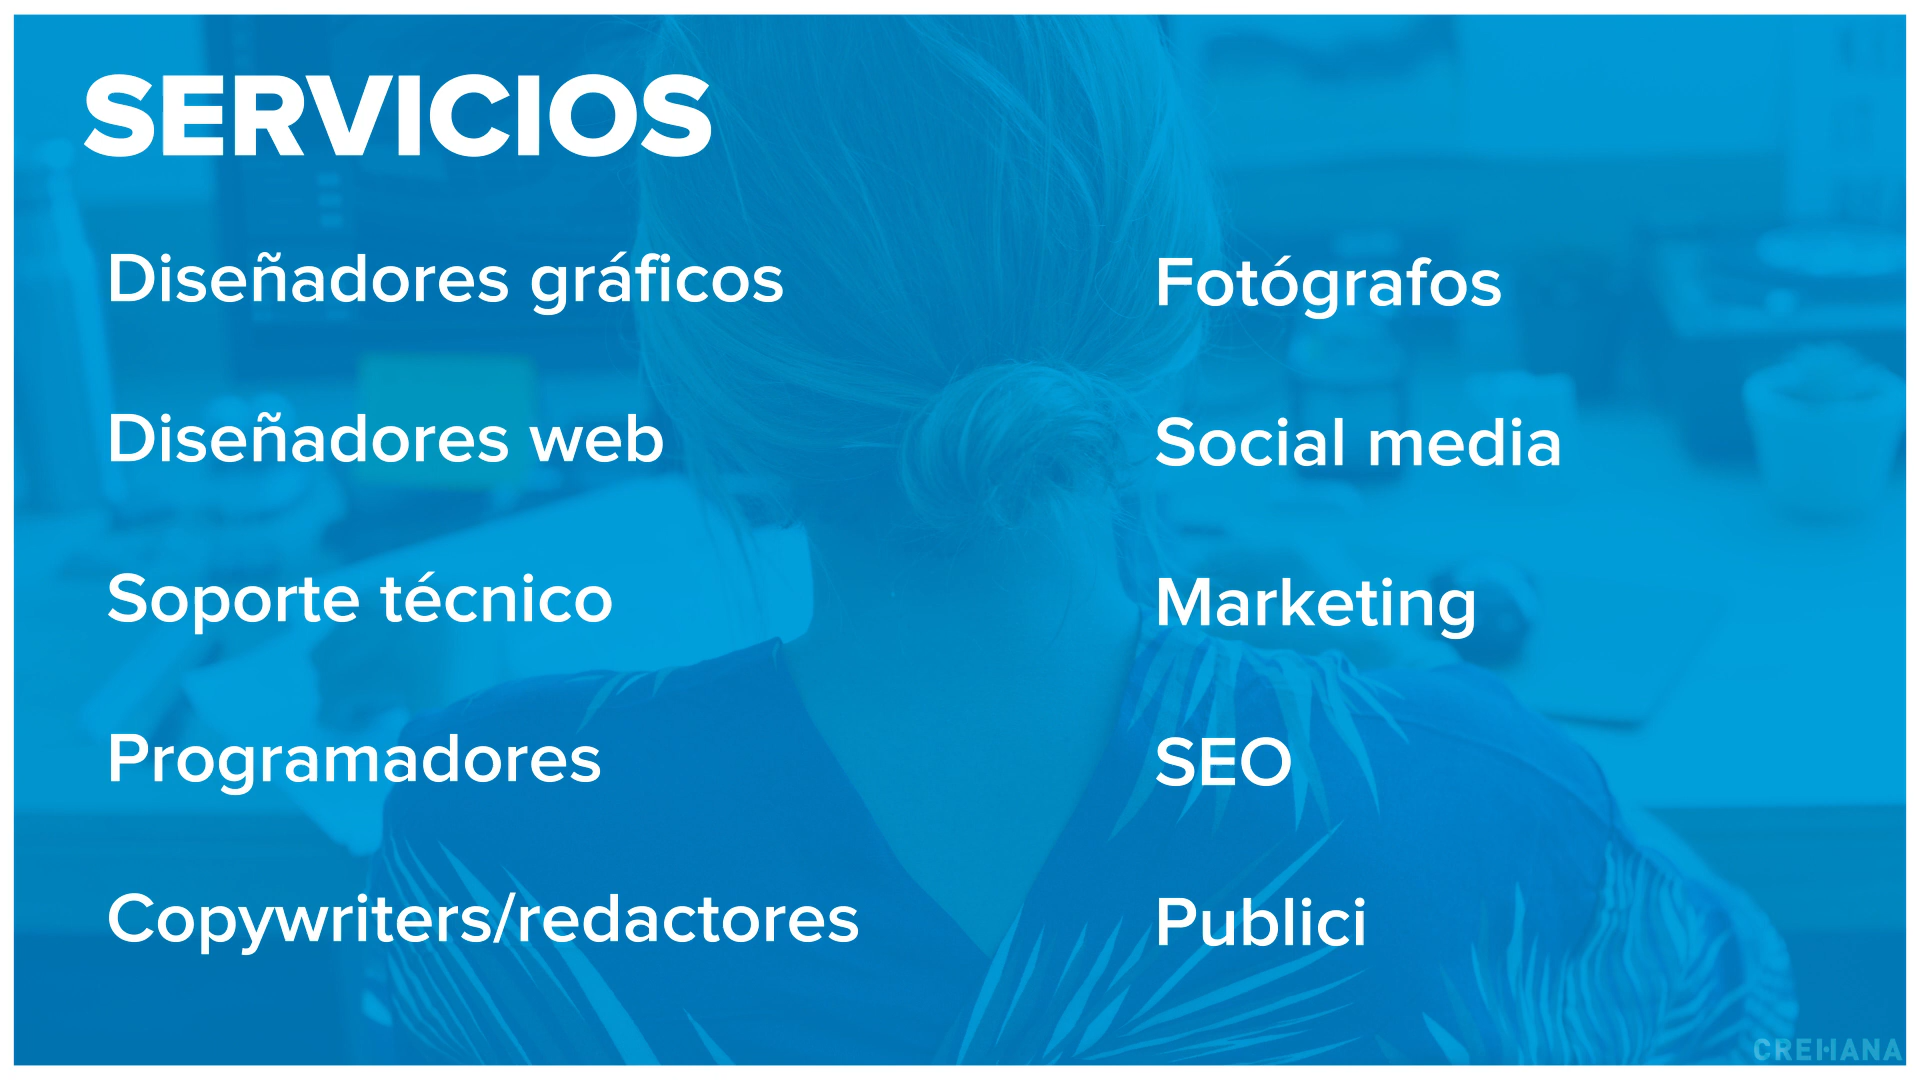 SERVICIOS
Diseñadores gráficos
Diseñadores web
Soporte técnico
Programadores
Copywriters/redactores
Fotógrafos
Social media
Marketing
SEO
Publici
CREHANA